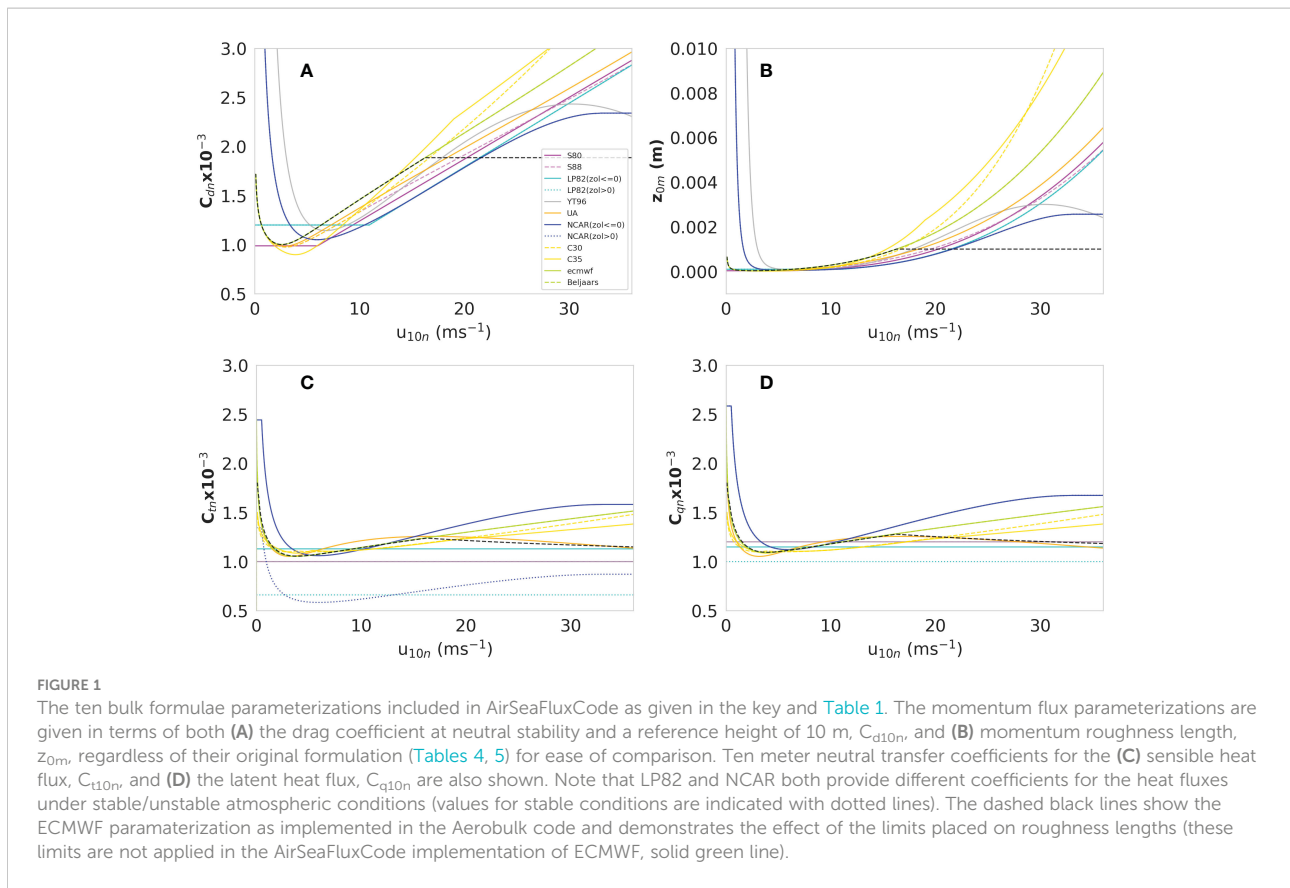 A
3.0
2.5
2.0
1.5
1.0
0.5
C_dn x10^-3
0 10 20 30
u_10n (ms^-1)
S80
S88
LP82(zol<=0)
LP82(zol>0)
YT96
UA
NCAR(zol<=0)
NCAR(zol>0)
C30
C35
ecmwf
Beljaars
B
0.010
0.008
0.006
0.004
0.002
0.000
z_0m (m)
0 10 20 30
u_10n (ms^-1)
C
3.0
2.5
2.0
1.5
1.0
0.5
C_tn x10^-3
0 10 20 30
u_10n (ms^-1)
D
3.0
2.5
2.0
1.5
1.0
0.5
C_qn x10^-3
0 10 20 30
u_10n (ms^-1)
FIGURE 1
The ten bulk formulae parameterizations included in AirSeaFluxCode as given in the key and Table 1. The momentum flux parameterizations are
given in terms of both (A) the drag coefficient at neutral stability and a reference height of 10 m, C_d10n, and (B) momentum roughness length,
z_0m, regardless of their original formulation (Tables 4, 5) for ease of comparison. Ten meter neutral transfer coefficients for the (C) sensible heat
flux, C_t10n, and (D) the latent heat flux, C_q10n are also shown. Note that LP82 and NCAR both provide different coefficients for the heat fluxes
under stable/unstable atmospheric conditions (values for stable conditions are indicated with dotted lines). The dashed black lines show the
ECMWF paramaterization as implemented in the Aerobulk code and demonstrates the effect of the limits placed on roughness lengths (these
limits are not applied in the AirSeaFluxCode implementation of ECMWF, solid green line).